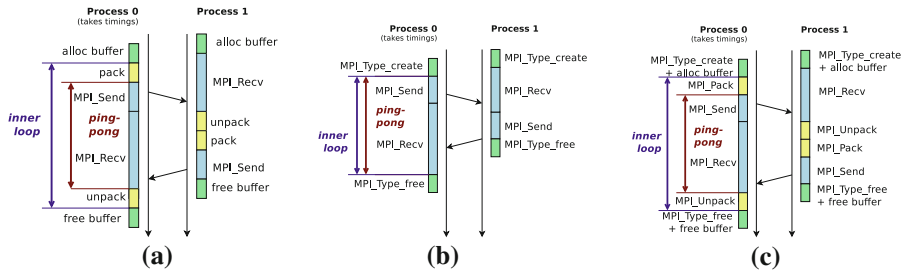 Process 0
(takes timings)
Process 1
alloc buffer
pack
MPI_Send
inner
loop
ping-
pong
MPI_Recv
unpack
free buffer
alloc buffer
MPI_Recv
unpack
pack
MPI_Send
free buffer
(a)
Process 0
(takes timings)
Process 1
MPI_Type_create
MPI_Send
inner
loop
ping-
pong
MPI_Recv
MPI_Type_free
MPI_Type_create
MPI_Recv
MPI_Send
MPI_Type_free
(b)
Process 0
(takes timings)
Process 1
MPI_Type_create
+ alloc buffer
MPI_Pack
MPI_Send
inner
loop
ping-
pong
MPI_Recv
MPI_Unpack
MPI_Type_free
+ free buffer
MPI_Type_create
+ alloc buffer
MPI_Recv
MPI_Unpack
MPI_Pack
MPI_Send
MPI_Type_free
+ free buffer
(c)